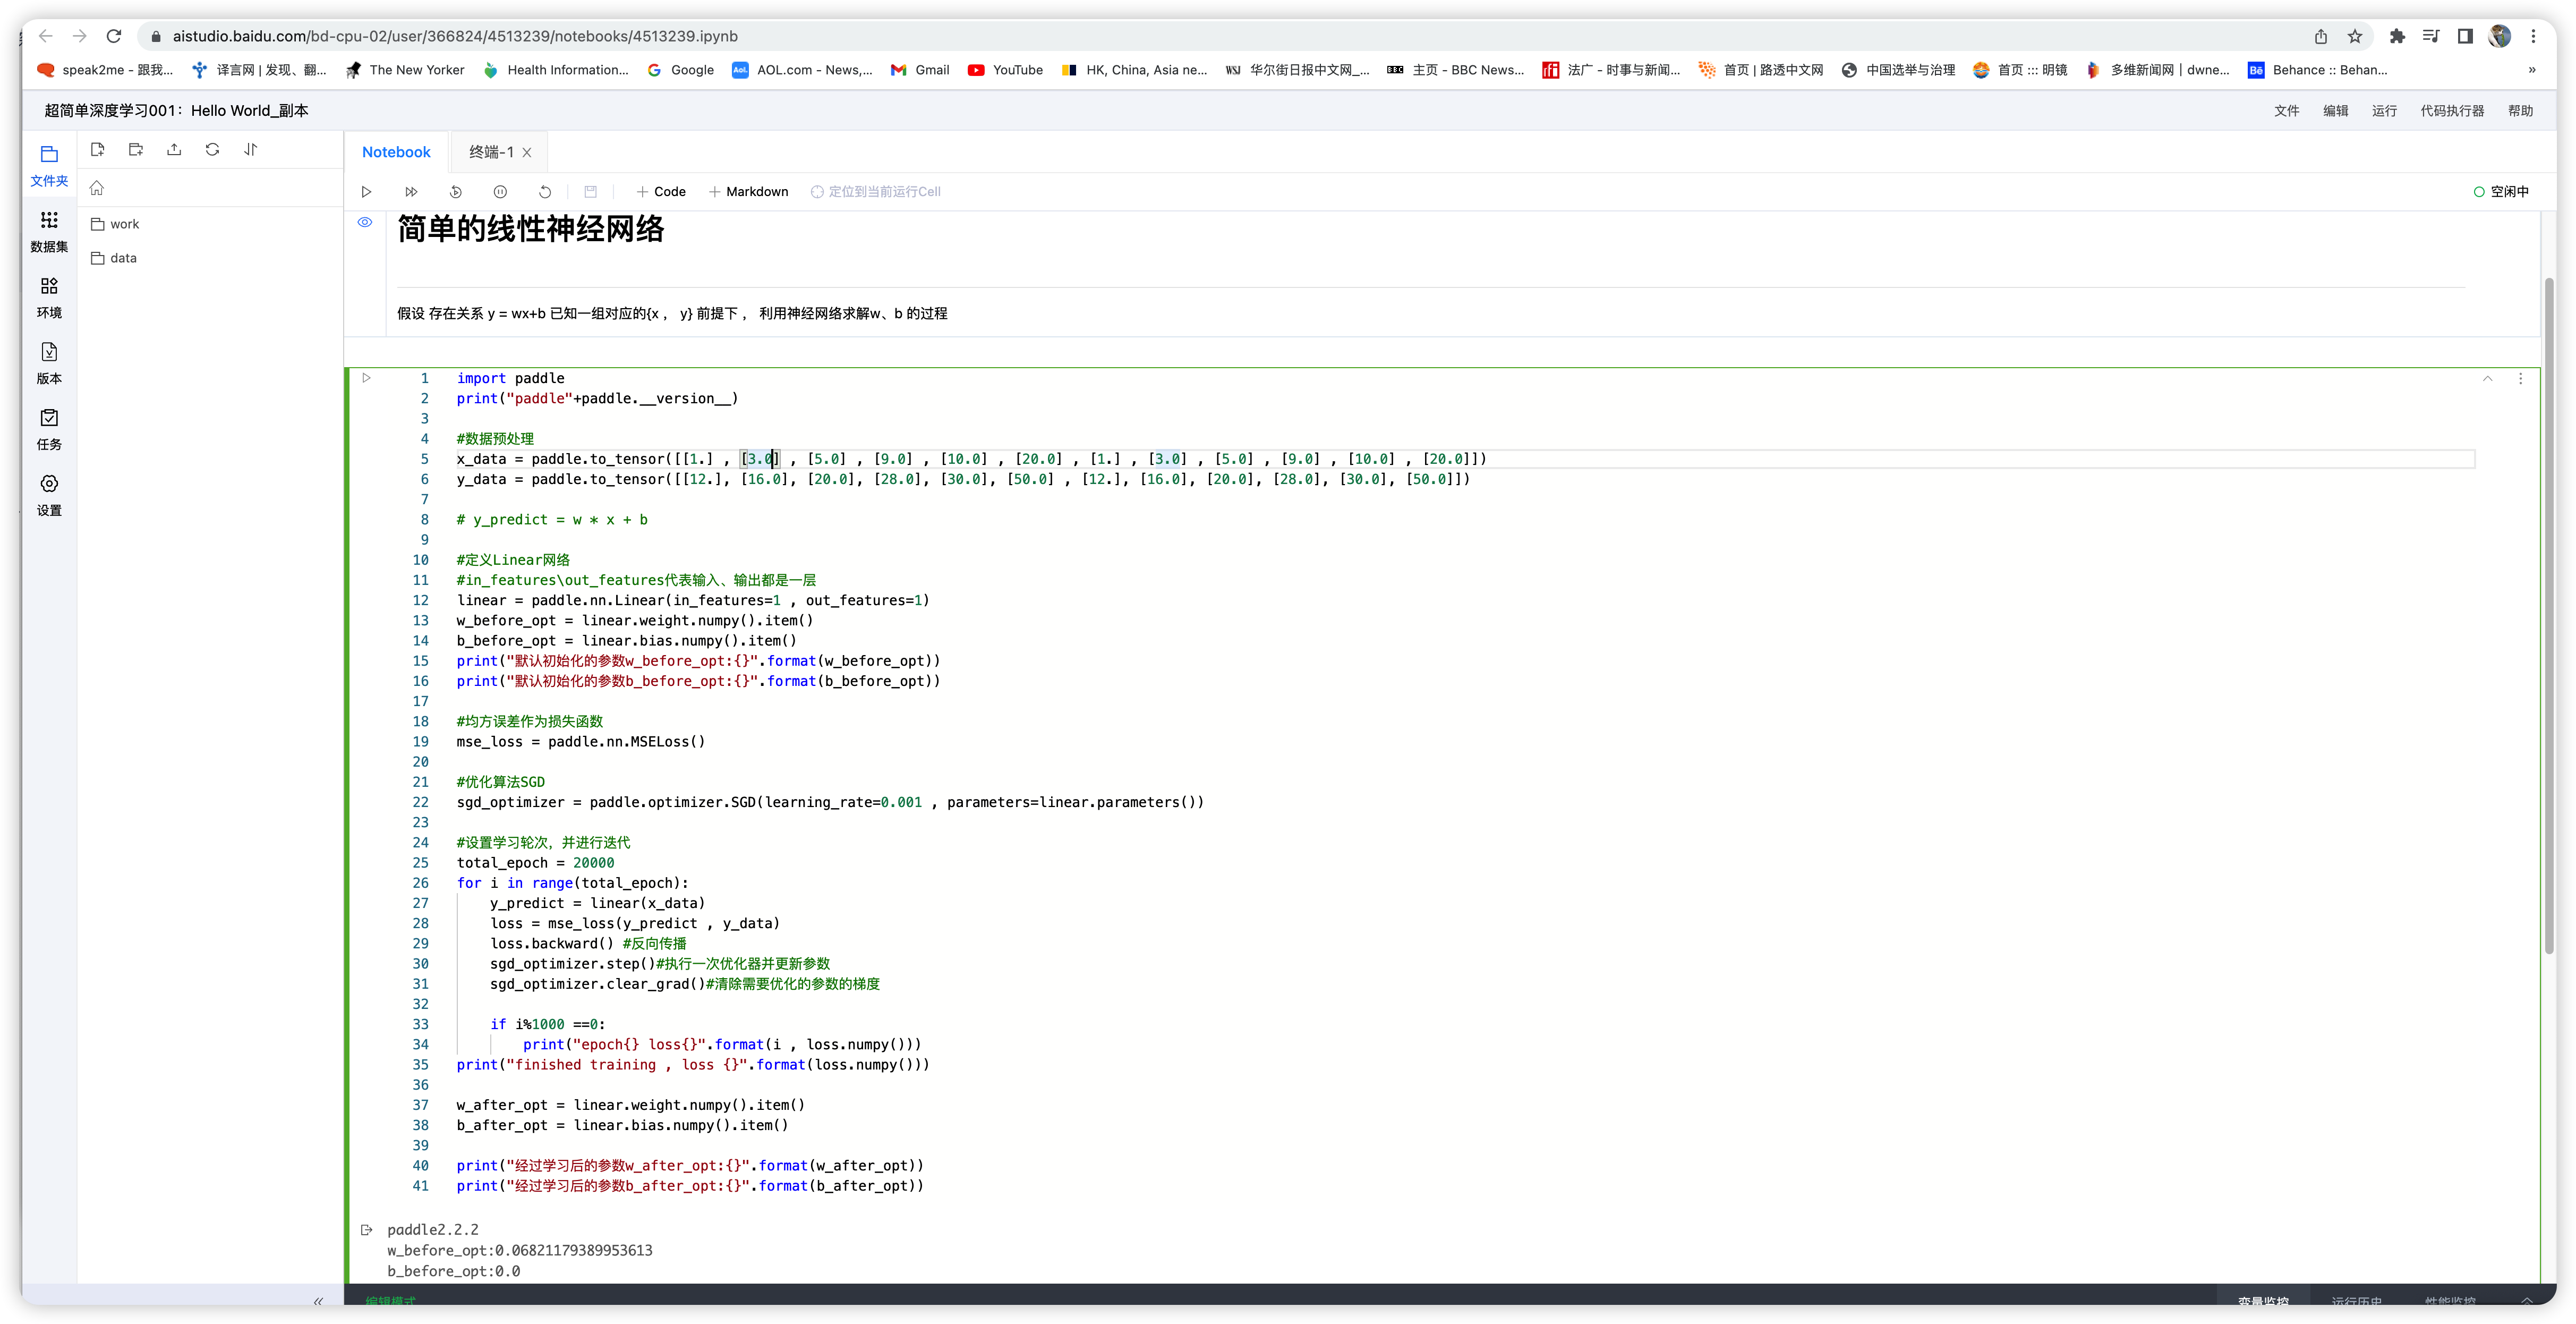 aistudio.baidu.com/bd-cpu-02/user/366824/4513239/notebooks/4513239.ipynb
speak2me - 跟我... 译言网 | 发现、翻... The New Yorker Health Information... Google AOL.com - News,... Gmail YouTube HK, China, Asia ne... WSJ 华尔街日报中文网_... BBC 主页 - BBC News... rfi 法广 - 时事与新闻... 首页 | 路透中文网 中国选举与治理 首页 ::: 明镜 多维新闻网 | dwne... Bē Behance :: Behan... »
超简单深度学习001：Hello World_副本 文件 编辑 运行 代码执行器 帮助
文件夹
数据集
环境
版本
任务
设置
work
data
Notebook 终端-1
Code Markdown 定位到当前运行Cell 空闲中
简单的线性神经网络
假设 存在关系 y = wx+b 已知一组对应的{x ， y} 前提下 ， 利用神经网络求解w、b 的过程
1 import paddle
2 print("paddle"+paddle.__version__)
3
4 #数据预处理
5 x_data = paddle.to_tensor([[1.] , [3.0] , [5.0] , [9.0] , [10.0] , [20.0] , [1.] , [3.0] , [5.0] , [9.0] , [10.0] , [20.0]])
6 y_data = paddle.to_tensor([[12.], [16.0], [20.0], [28.0], [30.0], [50.0] , [12.], [16.0], [20.0], [28.0], [30.0], [50.0]])
7
8 # y_predict = w * x + b
9
10 #定义Linear网络
11 #in_features\out_features代表输入、输出都是一层
12 linear = paddle.nn.Linear(in_features=1 , out_features=1)
13 w_before_opt = linear.weight.numpy().item()
14 b_before_opt = linear.bias.numpy().item()
15 print("默认初始化的参数w_before_opt:{}".format(w_before_opt))
16 print("默认初始化的参数b_before_opt:{}".format(b_before_opt))
17
18 #均方误差作为损失函数
19 mse_loss = paddle.nn.MSELoss()
20
21 #优化算法SGD
22 sgd_optimizer = paddle.optimizer.SGD(learning_rate=0.001 , parameters=linear.parameters())
23
24 #设置学习轮次，并进行迭代
25 total_epoch = 20000
26 for i in range(total_epoch):
27 y_predict = linear(x_data)
28 loss = mse_loss(y_predict , y_data)
29 loss.backward() #反向传播
30 sgd_optimizer.step()#执行一次优化器并更新参数
31 sgd_optimizer.clear_grad()#清除需要优化的参数的梯度
32
33 if i%1000 ==0:
34 print("epoch{} loss{}".format(i , loss.numpy()))
35 print("finished training , loss {}".format(loss.numpy()))
36
37 w_after_opt = linear.weight.numpy().item()
38 b_after_opt = linear.bias.numpy().item()
39
40 print("经过学习后的参数w_after_opt:{}".format(w_after_opt))
41 print("经过学习后的参数b_after_opt:{}".format(b_after_opt))
paddle2.2.2
w_before_opt:0.06821179389953613
b_before_opt:0.0
编辑模式 变量监控 运行历史 性能监控